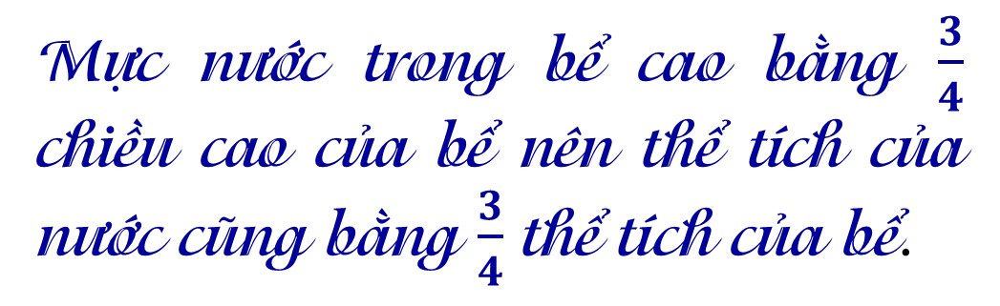 Mực nước trong bể cao bằng 3/4
chiều cao của bể nên thể tích của
nước cũng bằng 3/4 thể tích của bể.